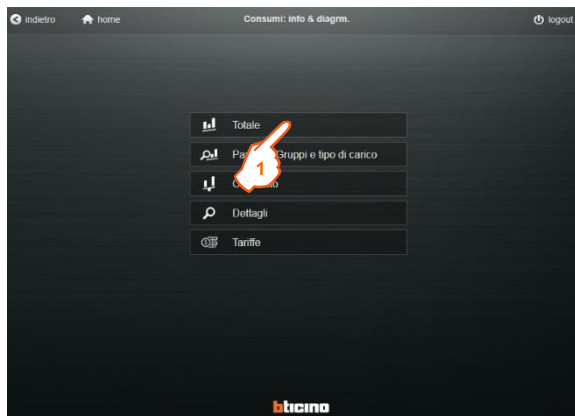 indietro home Consumi: info & diagrm. logout
Totale
Gruppi e tipo di carico
1
Dettagli
Tariffe
bticino